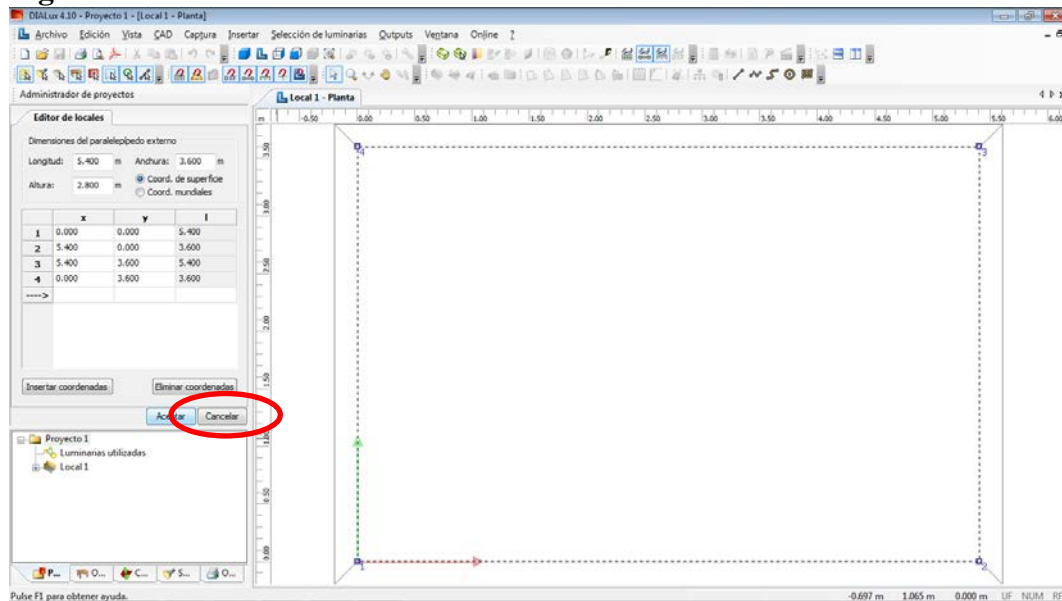 DIALux 4.10 - Proyecto 1 - [Local 1 - Planta]
Archivo Edición Vista CAD Captura Insertar Selección de luminarias Outputs Ventana Online ?
Administrador de proyectos
Local 1 - Planta
Editor de locales
Dimensiones del paralelepípedo externo
Longitud: 5.400 m Anchura: 3.600 m
Altura: 2.800 m Coord. de superficie
Coord. mundiales
x y l
1 0.000 0.000 5.400
2 5.400 0.000 3.600
3 5.400 3.600 5.400
4 0.000 3.600 3.600
---->
Insertar coordenadas Eliminar coordenadas
Aceptar Cancelar
Proyecto 1
Luminarias utilizadas
Local 1
P... O... C... S... O...
m -0.50 0.00 0.50 1.00 1.50 2.00 2.50 3.00 3.50 4.00 4.50 5.00 5.50 6.00
3.50
3.00
2.50
2.00
1.50
1.00
0.50
0.00
4 3
1 2
Pulse F1 para obtener ayuda. -0.697 m 1.065 m 0.000 m UF NUM